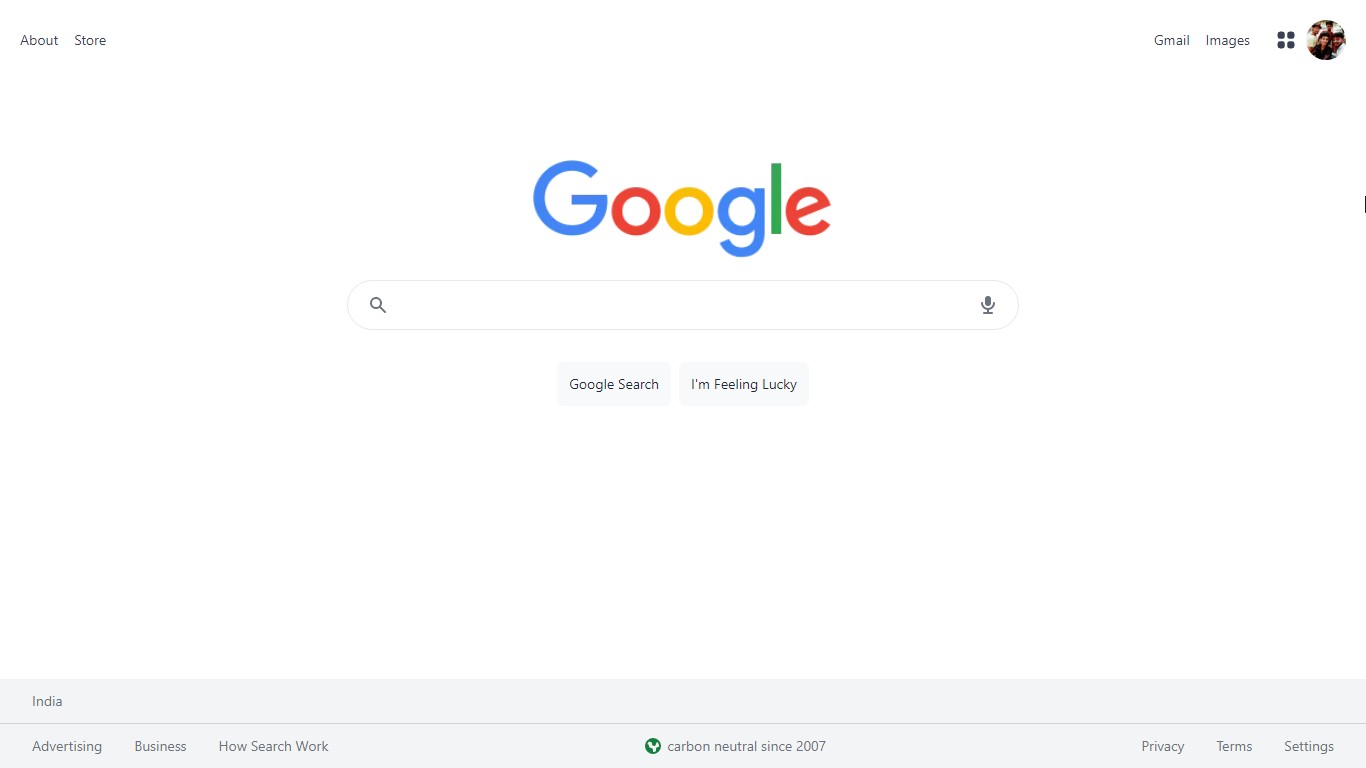 About Store Gmail Images
Google
Google Search I'm Feeling Lucky
India
Advertising Business How Search Work carbon neutral since 2007 Privacy Terms Settings